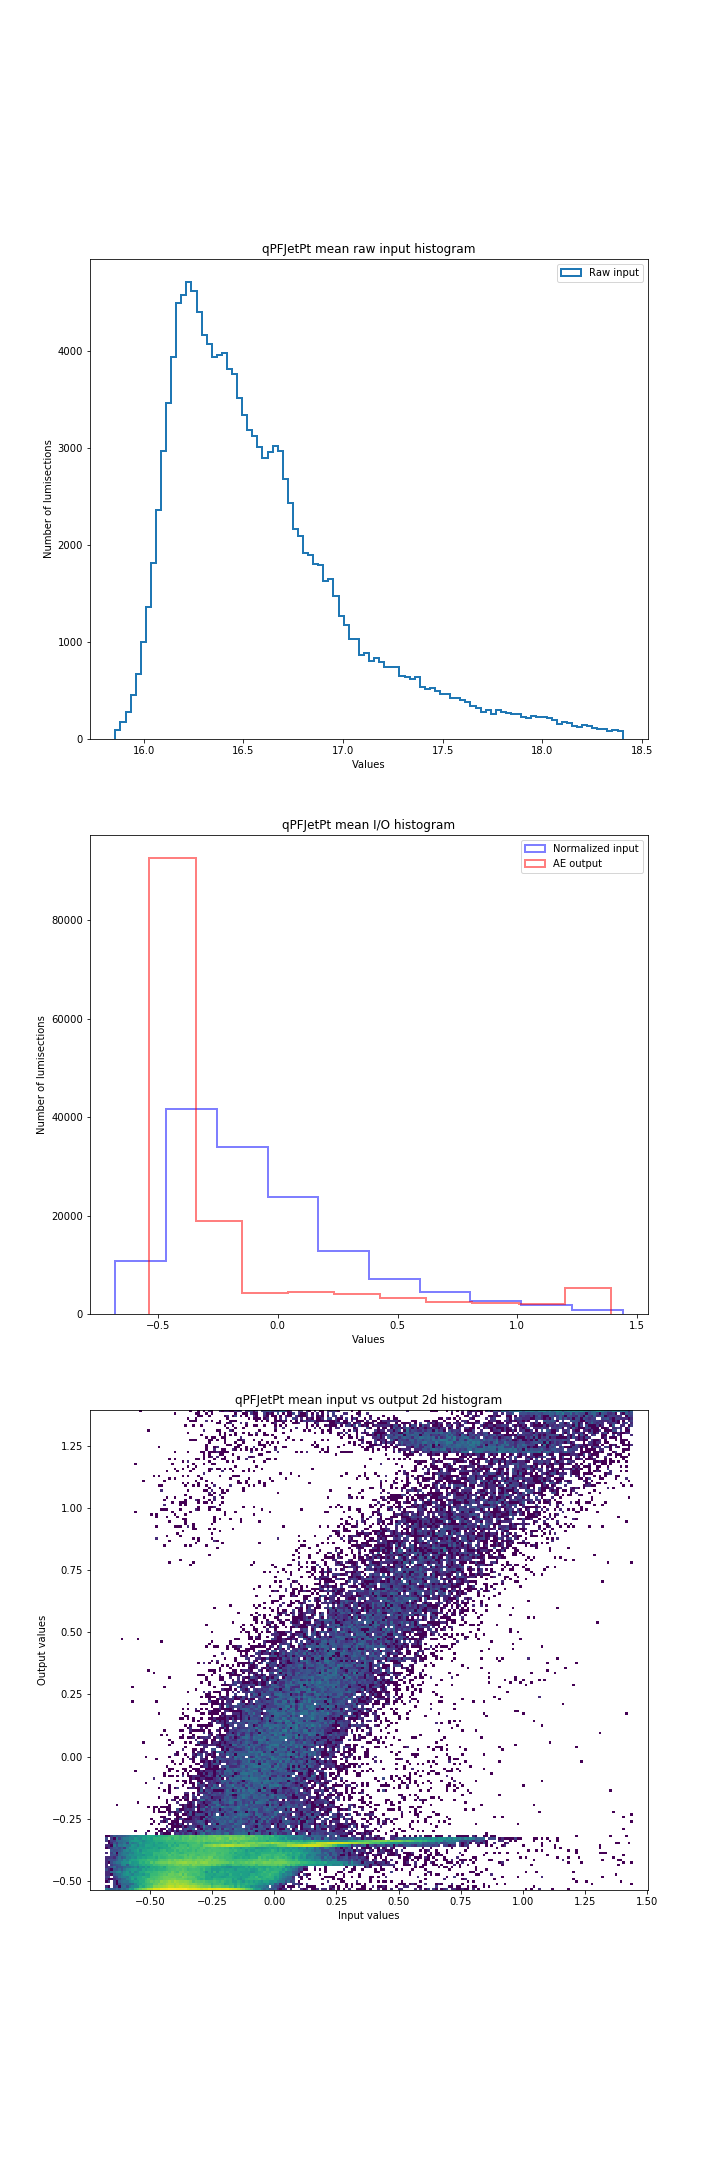 qPFJetPt mean raw input histogram
Raw input
4000
3000
2000
1000
0
Number of lumisections
16.0 16.5 17.0 17.5 18.0 18.5
Values
qPFJetPt mean I/O histogram
Normalized input
AE output
80000
60000
40000
20000
0
Number of lumisections
−0.5 0.0 0.5 1.0 1.5
Values
qPFJetPt mean input vs output 2d histogram
1.25
1.00
0.75
0.50
0.25
0.00
−0.25
−0.50
Output values
−0.50 −0.25 0.00 0.25 0.50 0.75 1.00 1.25 1.50
Input values